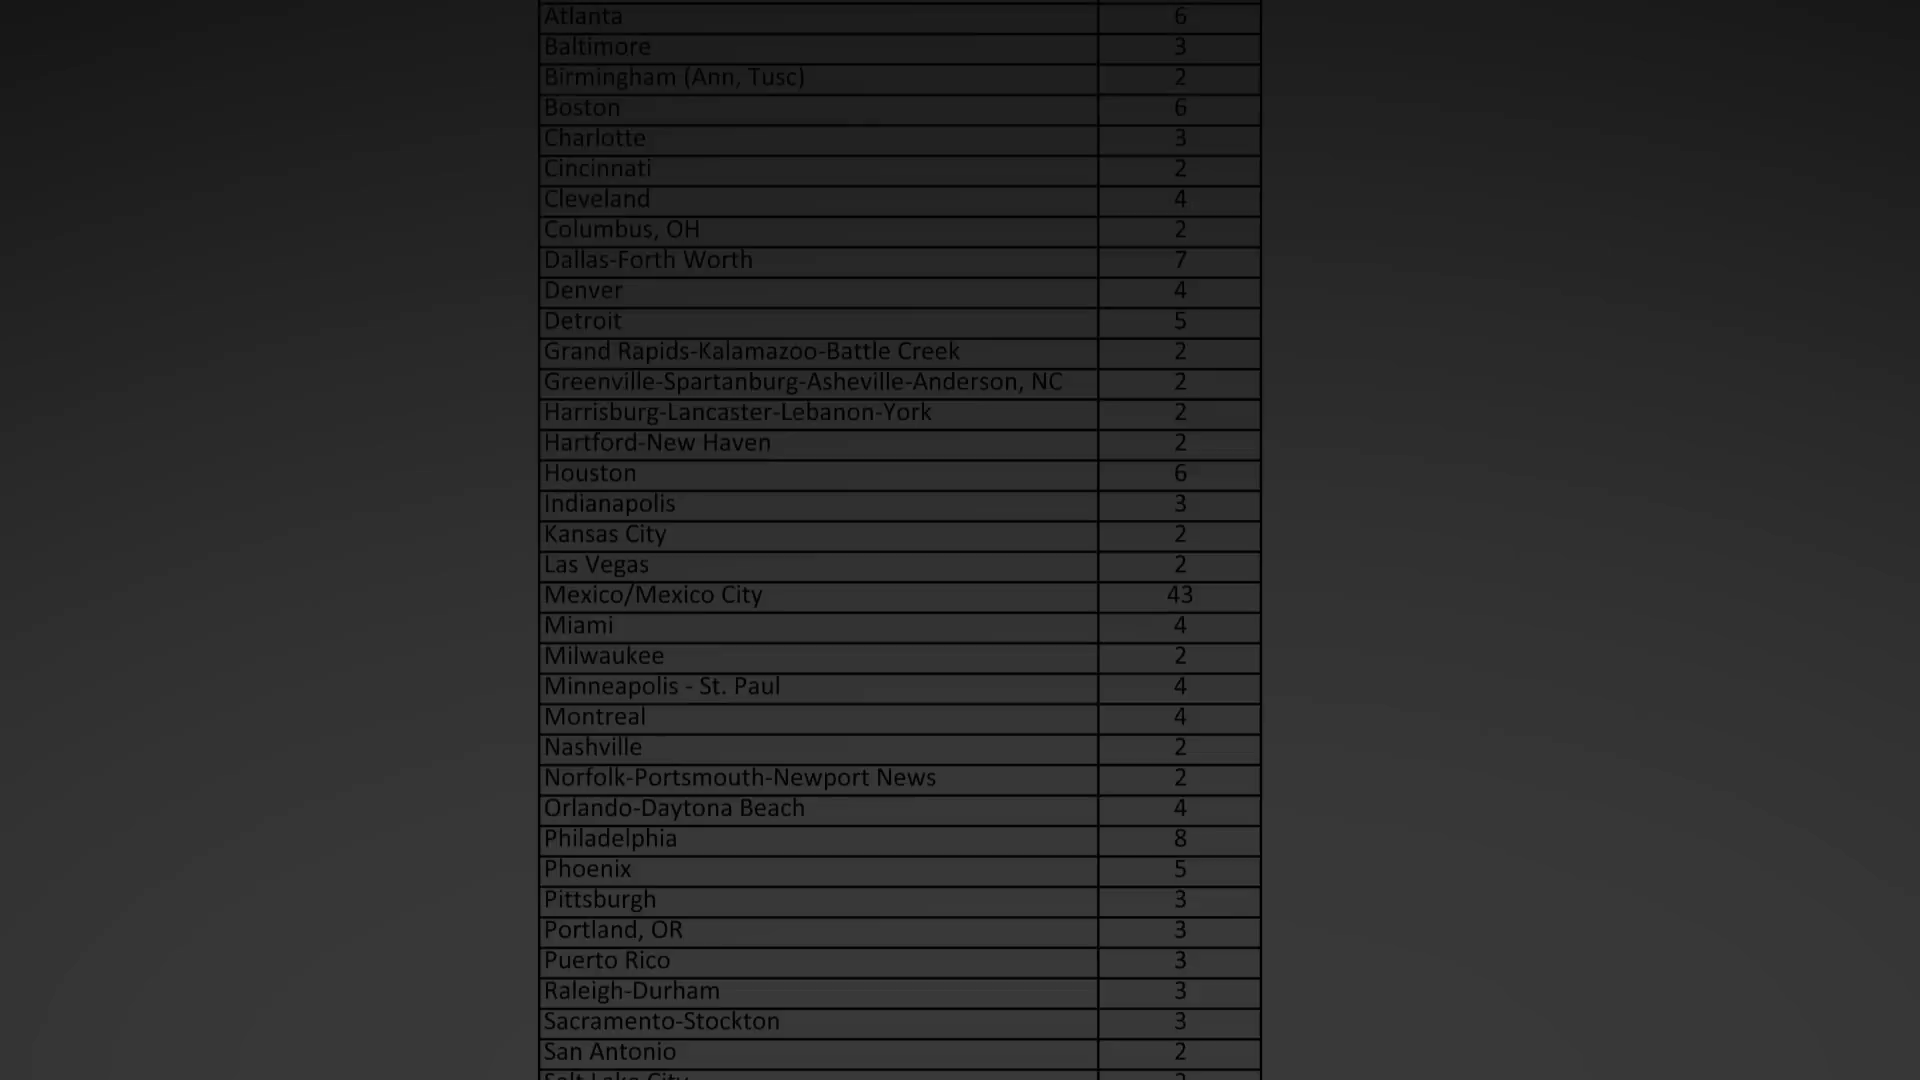 Atlanta 6
Baltimore 3
Birmingham (Ann, Tusc) 2
Boston 6
Charlotte 3
Cincinnati 2
Cleveland 4
Columbus, OH 2
Dallas-Forth Worth 7
Denver 4
Detroit 5
Grand Rapids-Kalamazoo-Battle Creek 2
Greenville-Spartanburg-Asheville-Anderson, NC 2
Harrisburg-Lancaster-Lebanon-York 2
Hartford-New Haven 2
Houston 6
Indianapolis 3
Kansas City 2
Las Vegas 2
Mexico/Mexico City 43
Miami 4
Milwaukee 2
Minneapolis - St. Paul 4
Montreal 4
Nashville 2
Norfolk-Portsmouth-Newport News 2
Orlando-Daytona Beach 4
Philadelphia 8
Phoenix 5
Pittsburgh 3
Portland, OR 3
Puerto Rico 3
Raleigh-Durham 3
Sacramento-Stockton 3
San Antonio 2
Salt Lake City